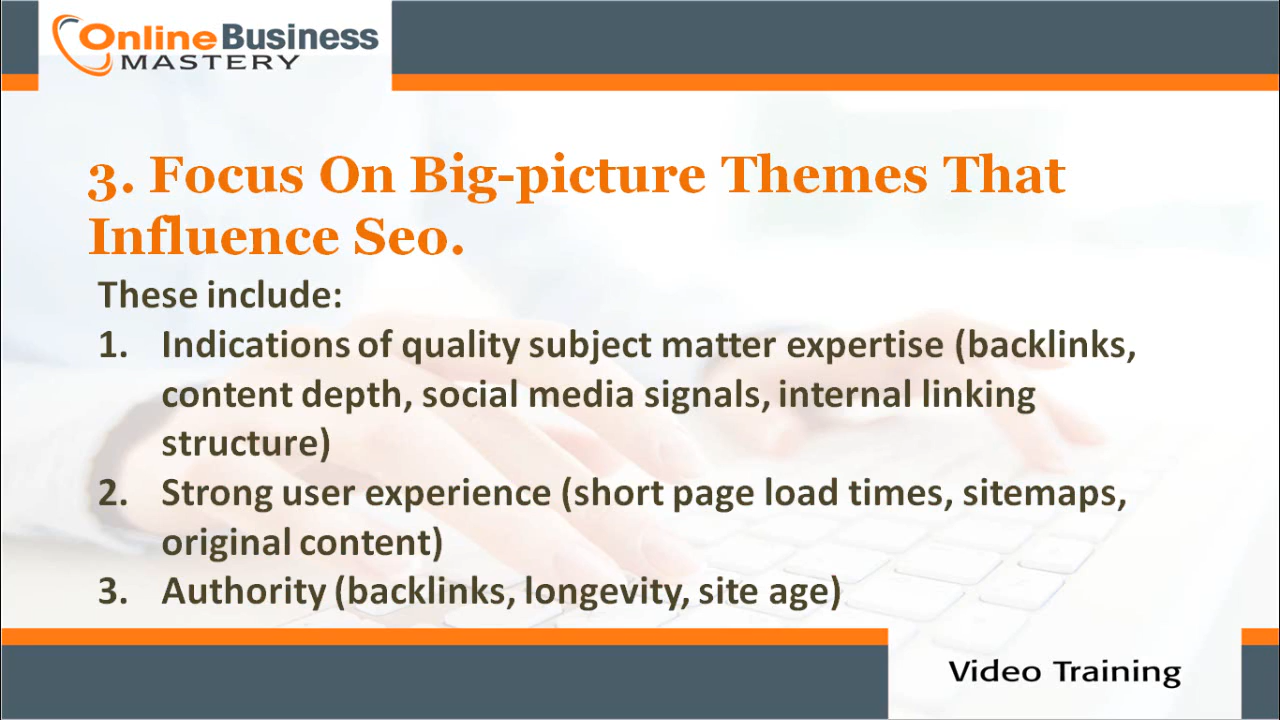 Online Business
MASTERY
3. Focus On Big-picture Themes That
Influence Seo.
These include:
1. Indications of quality subject matter expertise (backlinks,
content depth, social media signals, internal linking
structure)
2. Strong user experience (short page load times, sitemaps,
original content)
3. Authority (backlinks, longevity, site age)
Video Training